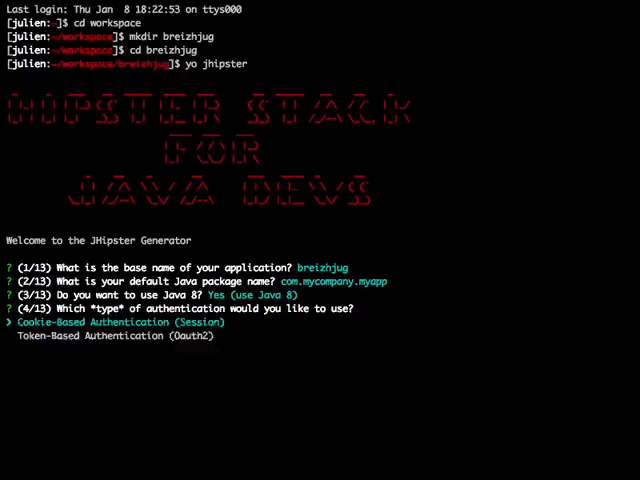 Last login: Thu Jan  8 18:22:53 on ttys000
[julien:~]$ cd workspace
[julien:~/workspace]$ mkdir breizhjug
[julien:~/workspace]$ cd breizhjug
[julien:~/workspace/breizhjug]$ yo jhipster
HIPSTER STACK
FOR
JAVA DEVS
Welcome to the JHipster Generator
? (1/13) What is the base name of your application? breizhjug
? (2/13) What is your default Java package name? com.mycompany.myapp
? (3/13) Do you want to use Java 8? Yes (use Java 8)
? (4/13) Which *type* of authentication would you like to use?
❯ Cookie-Based Authentication (Session)
Token-Based Authentication (Oauth2)